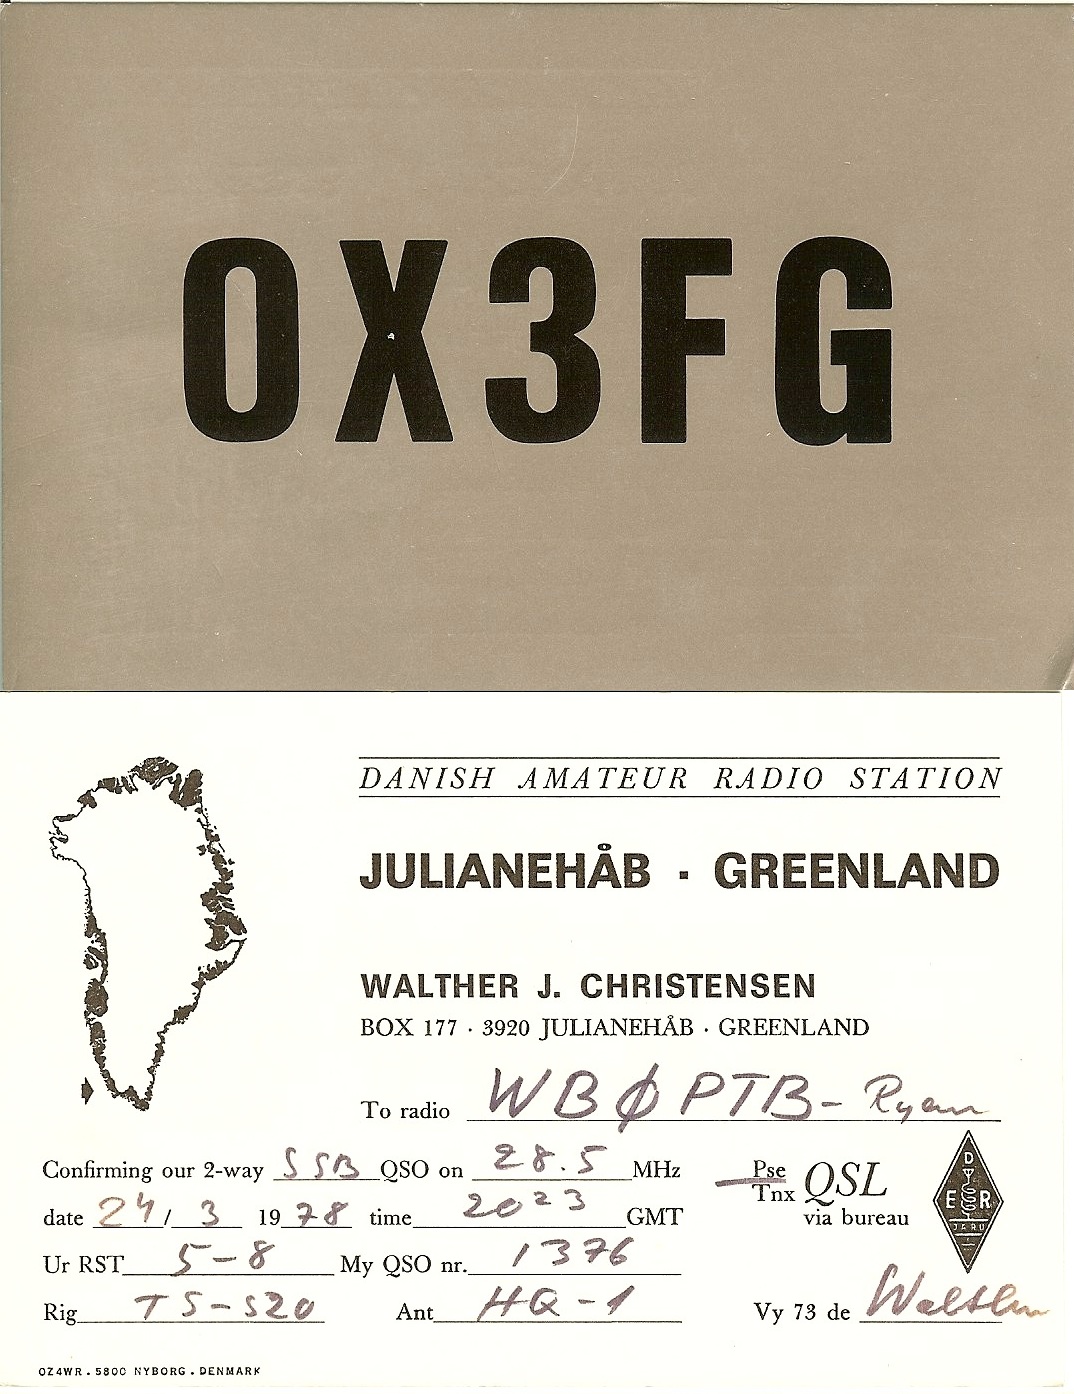 OX3FG
DANISH AMATEUR RADIO STATION
JULIANEHÅB · GREENLAND
WALTHER J. CHRISTENSEN
BOX 177 · 3920 JULIANEHÅB · GREENLAND
To radio WBØPTB - Ryan
Confirming our 2-way SSB QSO on 28.5 MHz
Pse
Tnx QSL
via bureau
EDR
IARU
date 24/3 1978 time 2023 GMT
Ur RST 5-8 My QSO nr. 1376
Rig TS-520 Ant HQ-1 Vy 73 de Walther
OZ4WR . 5800 NYBORG . DENMARK